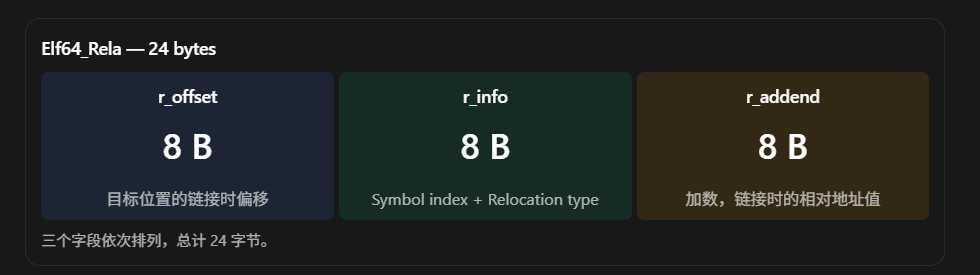 Elf64_Rela — 24 bytes
r_offset
8 B
目标位置的链接时偏移
r_info
8 B
Symbol index + Relocation type
r_addend
8 B
加数，链接时的相对地址值
三个字段依次排列，总计 24 字节。